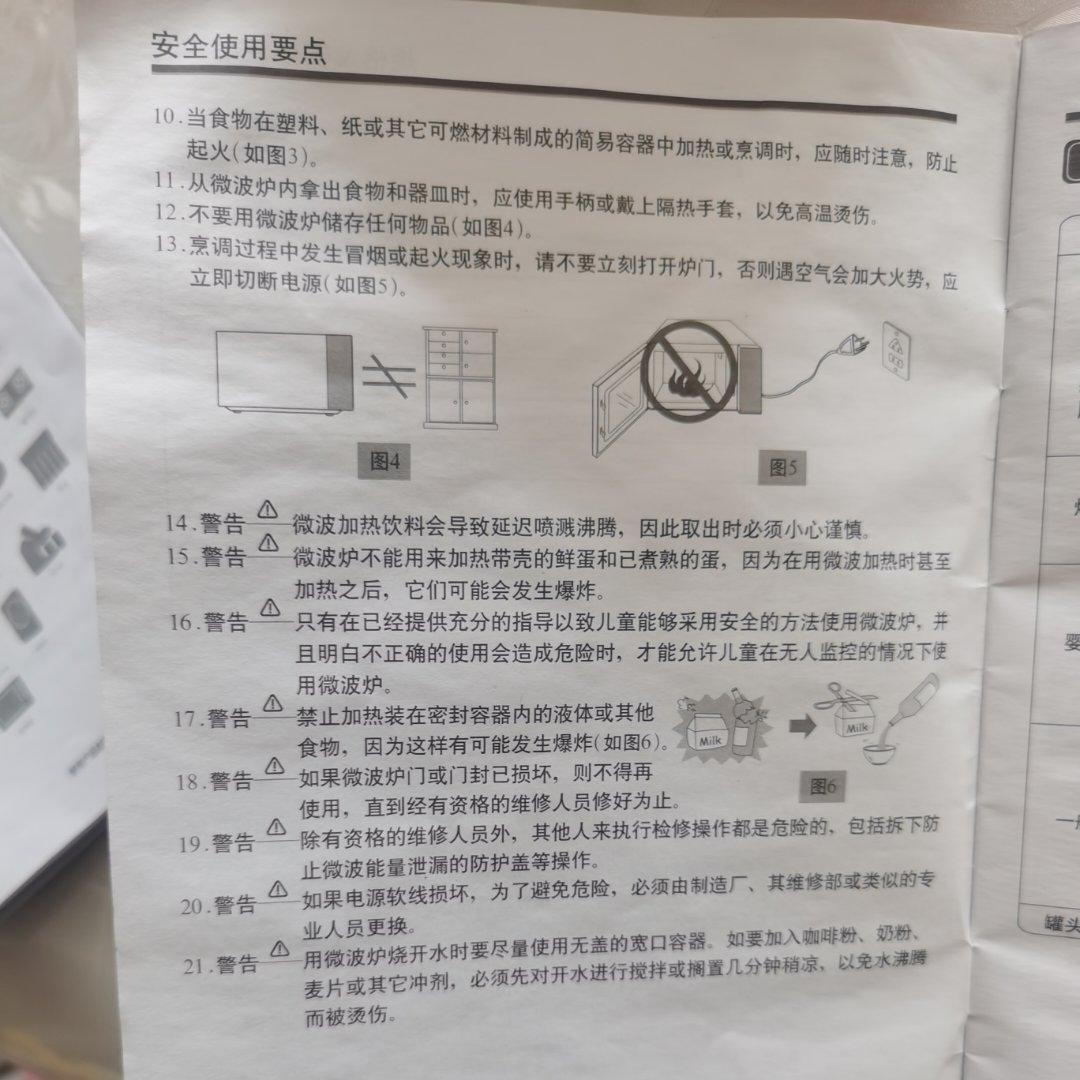 安全使用要点
10.当食物在塑料、纸或其它可燃材料制成的简易容器中加热或烹调时，应随时注意，防止
起火(如图3)。
11.从微波炉内拿出食物和器皿时，应使用手柄或戴上隔热手套，以免高温烫伤。
12.不要用微波炉储存任何物品(如图4)。
13.烹调过程中发生冒烟或起火现象时，请不要立刻打开炉门，否则遇空气会加大火势，应
立即切断电源(如图5)。
图4
图5
14.警告 微波加热饮料会导致延迟喷溅沸腾，因此取出时必须小心谨慎。
15.警告 微波炉不能用来加热带壳的鲜蛋和已煮熟的蛋，因为在用微波加热时甚至
加热之后，它们可能会发生爆炸。
16.警告 只有在已经提供充分的指导以致儿童能够采用安全的方法使用微波炉，并
且明白不正确的使用会造成危险时，才能允许儿童在无人监控的情况下使
用微波炉。
17.警告 禁止加热装在密封容器内的液体或其他
食物，因为这样有可能发生爆炸(如图6)。
Milk
Milk
图6
18.警告 如果微波炉门或门封已损坏，则不得再
使用，直到经有资格的维修人员修好为止。
19.警告 除有资格的维修人员外，其他人来执行检修操作都是危险的，包括拆下防
止微波能量泄漏的防护盖等操作。
20.警告 如果电源软线损坏，为了避免危险，必须由制造厂、其维修部或类似的专
业人员更换。
21.警告 用微波炉烧开水时要尽量使用无盖的宽口容器。如要加入咖啡粉、奶粉、
麦片或其它冲剂，必须先对开水进行搅拌或搁置几分钟稍凉，以免水沸腾
而被烫伤。
婴
一般
罐头